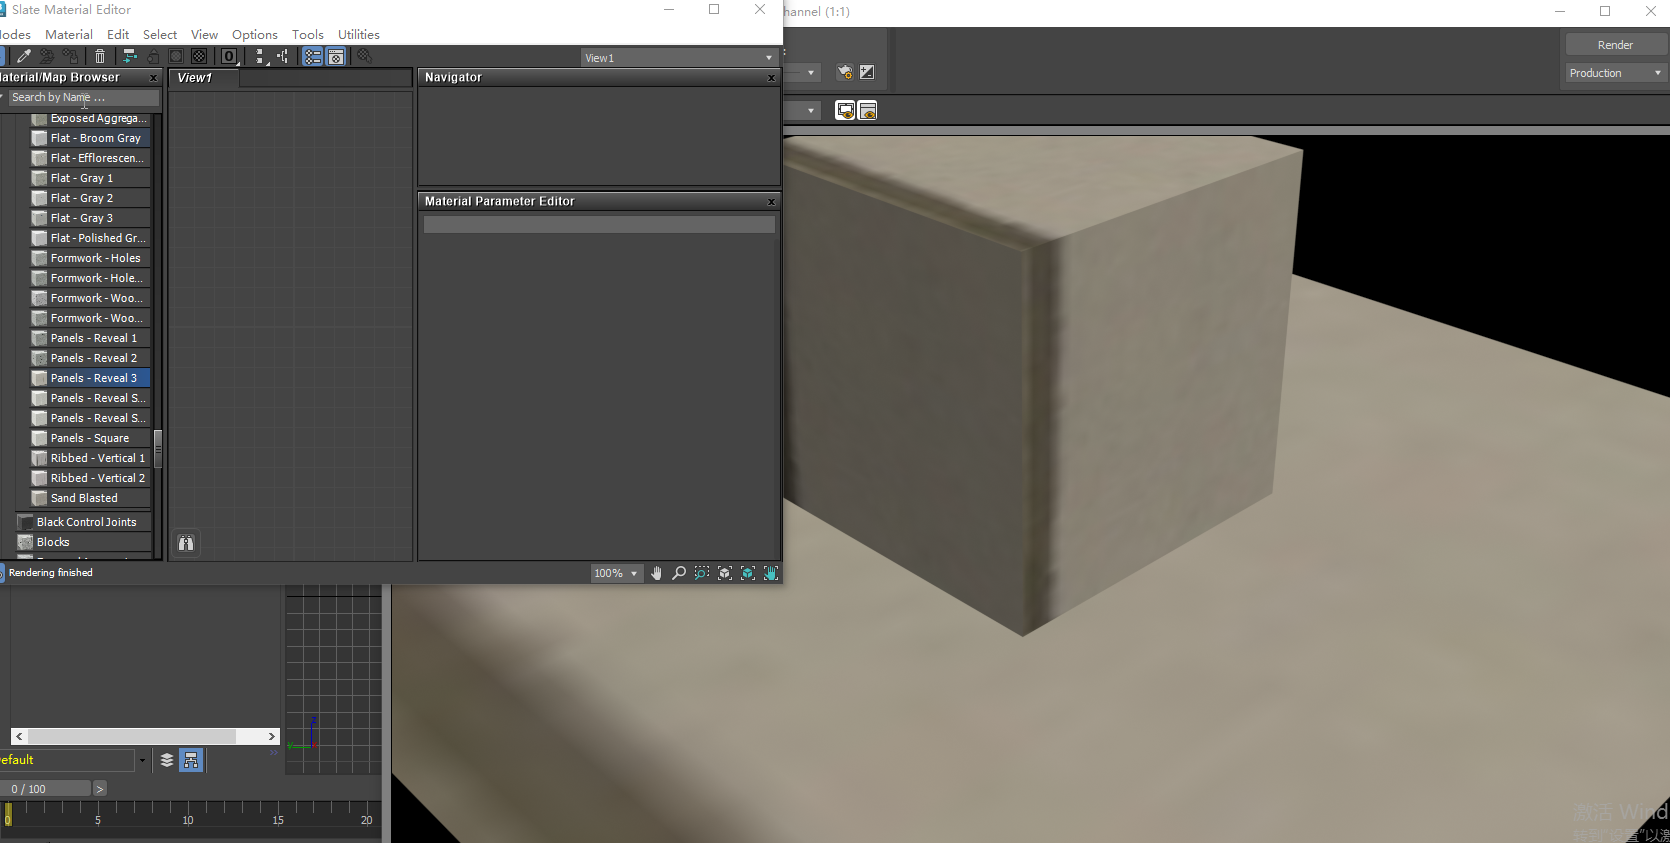 Slate Material Editor
hannel (1:1)
lodes Material Edit Select View Options Tools Utilities
Render
Production
View1
laterial/Map Browser
View1
Navigator
Search by Name ...
Exposed Aggrega...
Flat - Broom Gray
Flat - Efflorescen...
Flat - Gray 1
Flat - Gray 2
Flat - Gray 3
Flat - Polished Gr...
Formwork - Holes
Formwork - Hole...
Formwork - Woo...
Formwork - Woo...
Panels - Reveal 1
Panels - Reveal 2
Panels - Reveal 3
Panels - Reveal S...
Panels - Reveal S...
Panels - Square
Ribbed - Vertical 1
Ribbed - Vertical 2
Sand Blasted
Black Control Joints
Blocks
Material Parameter Editor
Rendering finished
100%
z
y
efault
0 / 100
>
0 5 10 15 20
激活 Wind
转到"设置"以激